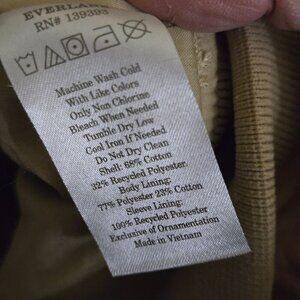 EVERLANE
RN# 139393
Machine Wash Cold
With Like Colors
Only Non Chlorine
Bleach When Needed
Tumble Dry Low
Cool Iron If Needed
Do Not Dry Clean
Shell: 68% Cotton
32% Recycled Polyester
Body Lining:
77% Polyester 23% Cotton
Sleeve Lining:
100% Recycled Polyester
Exclusive of Ornamentation
Made in Vietnam